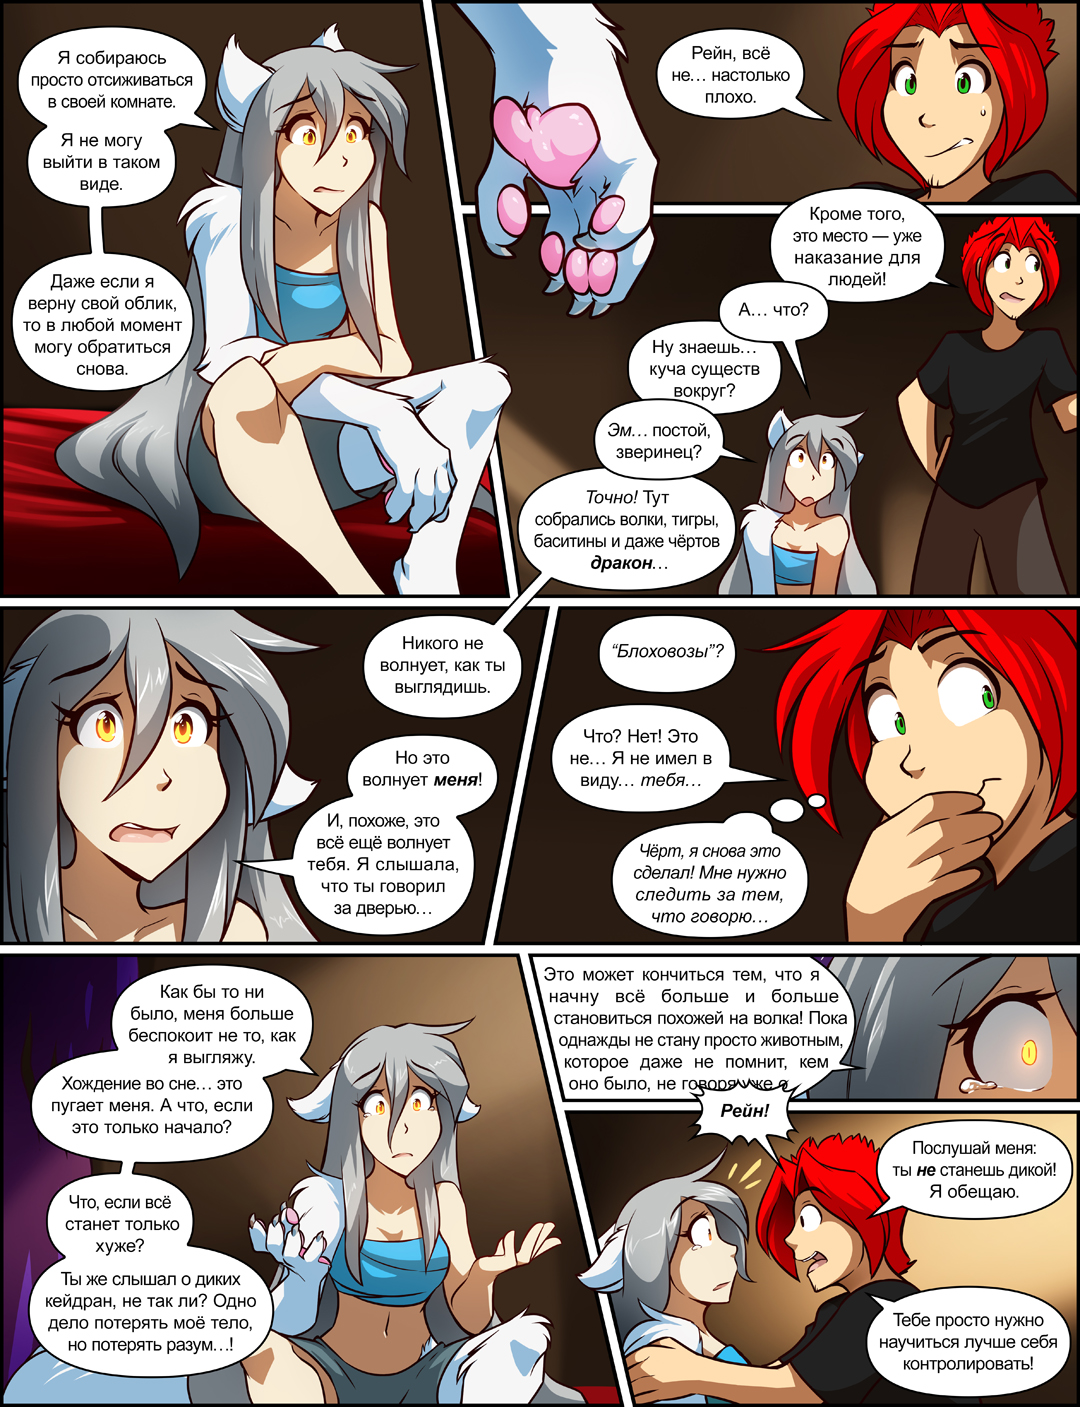 Я собираюсь
просто отсиживаться
в своей комнате.
Я не могу
выйти в таком
виде.
Даже если я
верну свой облик,
то в любой момент
могу обратиться
снова.
Рейн, всё
не... настолько
плохо.
Кроме того,
это место — уже
наказание для
людей!
А... что?
Ну знаешь...
куча существ
вокруг?
Эм... постой,
зверинец?
Точно! Тут
собрались волки, тигры,
баситины и даже чёртов
дракон...
Никого не
волнует, как ты
выглядишь.
Но это
волнует меня!
И, похоже, это
всё ещё волнует
тебя. Я слышала,
что ты говорил
за дверью...
“Блоховозы”?
Что? Нет! Это
не... Я не имел в
виду... тебя...
Чёрт, я снова это
сделал! Мне нужно
следить за тем,
что говорю...
Как бы то ни
было, меня больше
беспокоит не то, как
я выгляжу.
Хождение во сне... это
пугает меня. А что, если
это только начало?
Что, если всё
станет только
хуже?
Ты же слышал о диких
кейдран, не так ли? Одно
дело потерять моё тело,
но потерять разум...!
Это может кончиться тем, что я
начну всё больше и больше
становиться похожей на волка! Пока
однажды не стану просто животным,
которое даже не помнит, кем
оно было, не говоря уже о
Рейн!
Послушай меня:
ты не станешь дикой!
Я обещаю.
Тебе просто нужно
научиться лучше себя
контролировать!